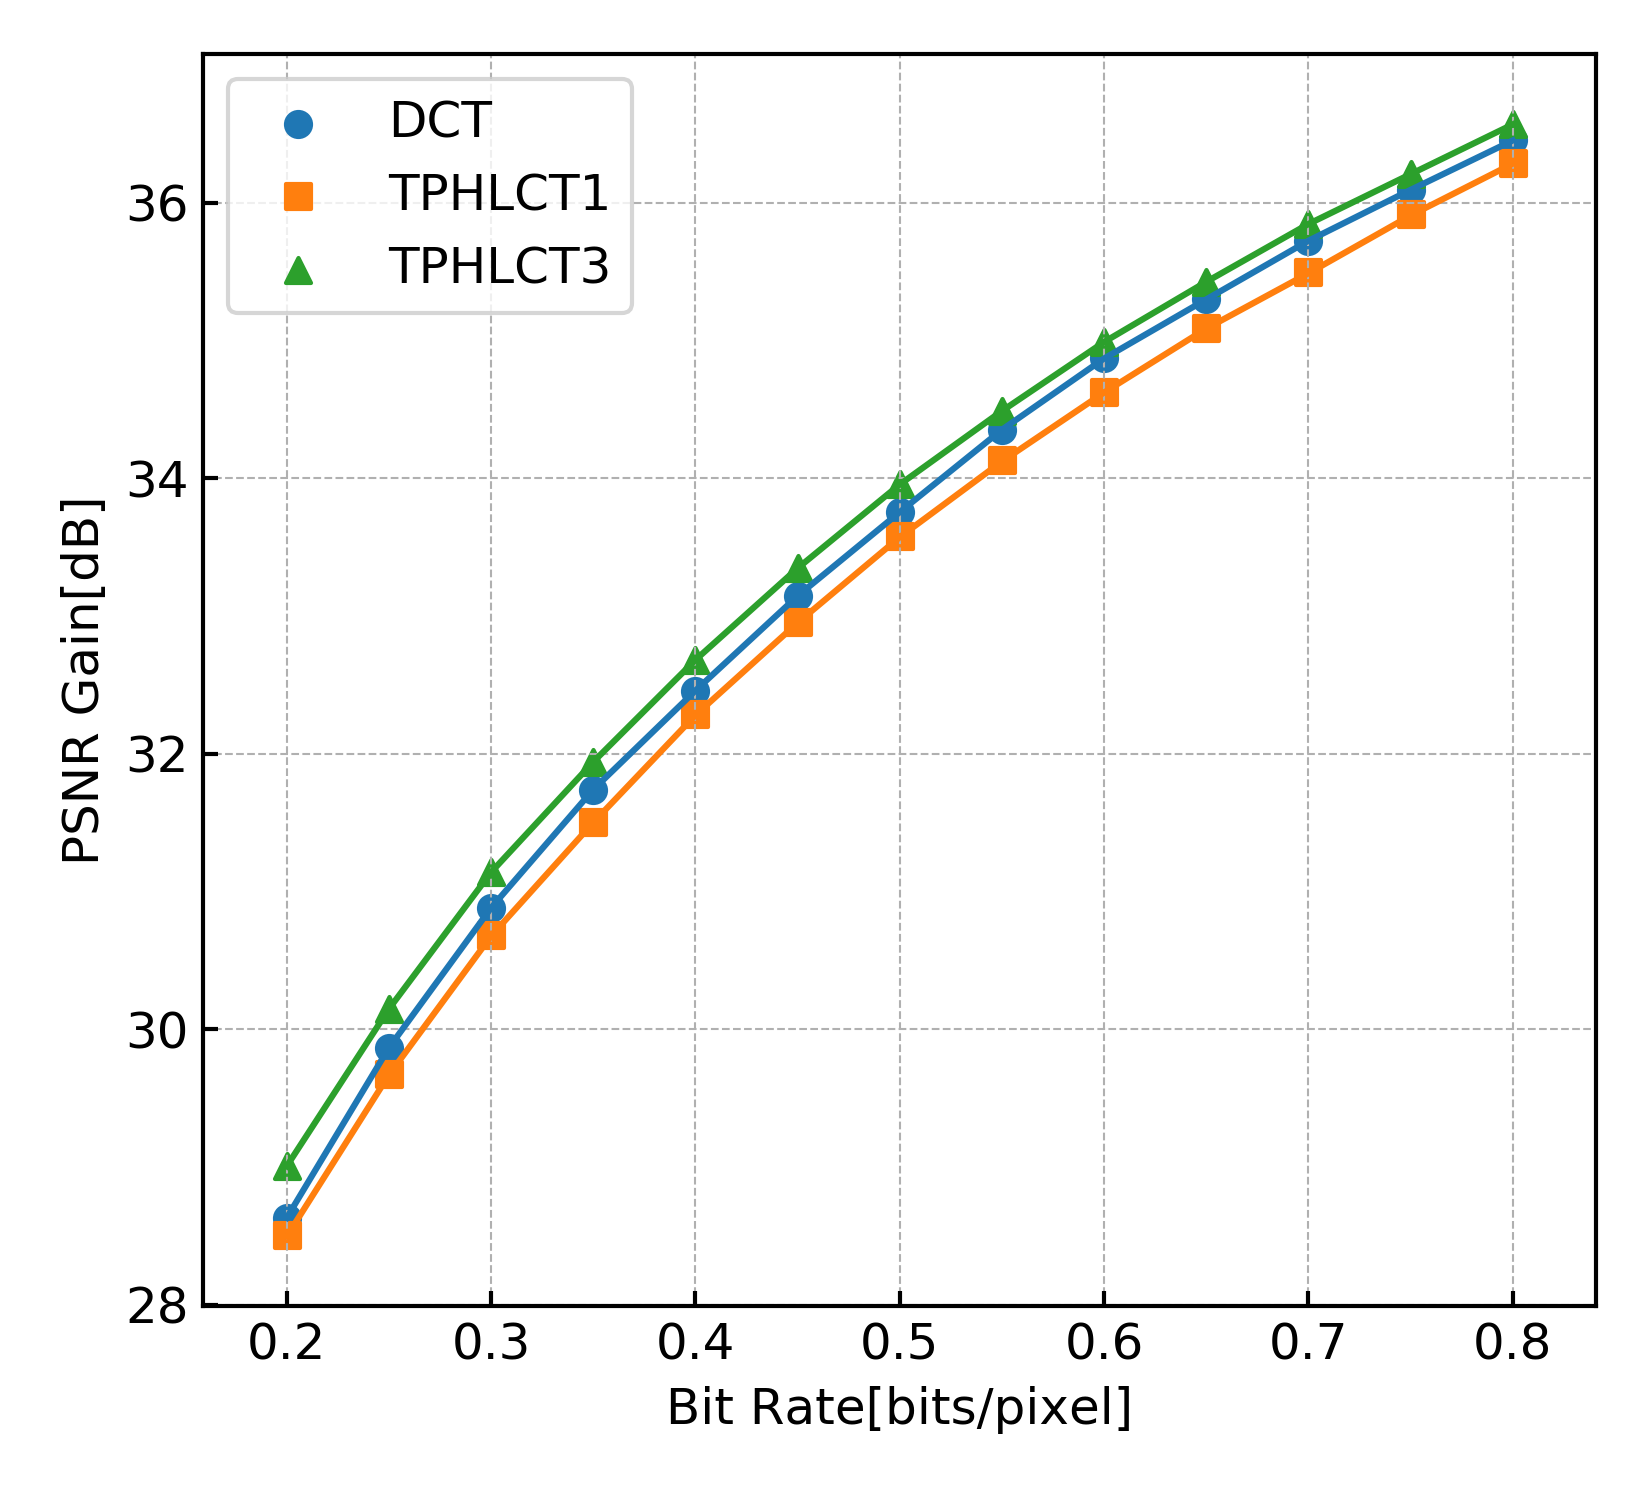 DCT
TPHLCT1
TPHLCT3
36
34
32
30
28
PSNR Gain[dB]
0.2 0.3 0.4 0.5 0.6 0.7 0.8
Bit Rate[bits/pixel]